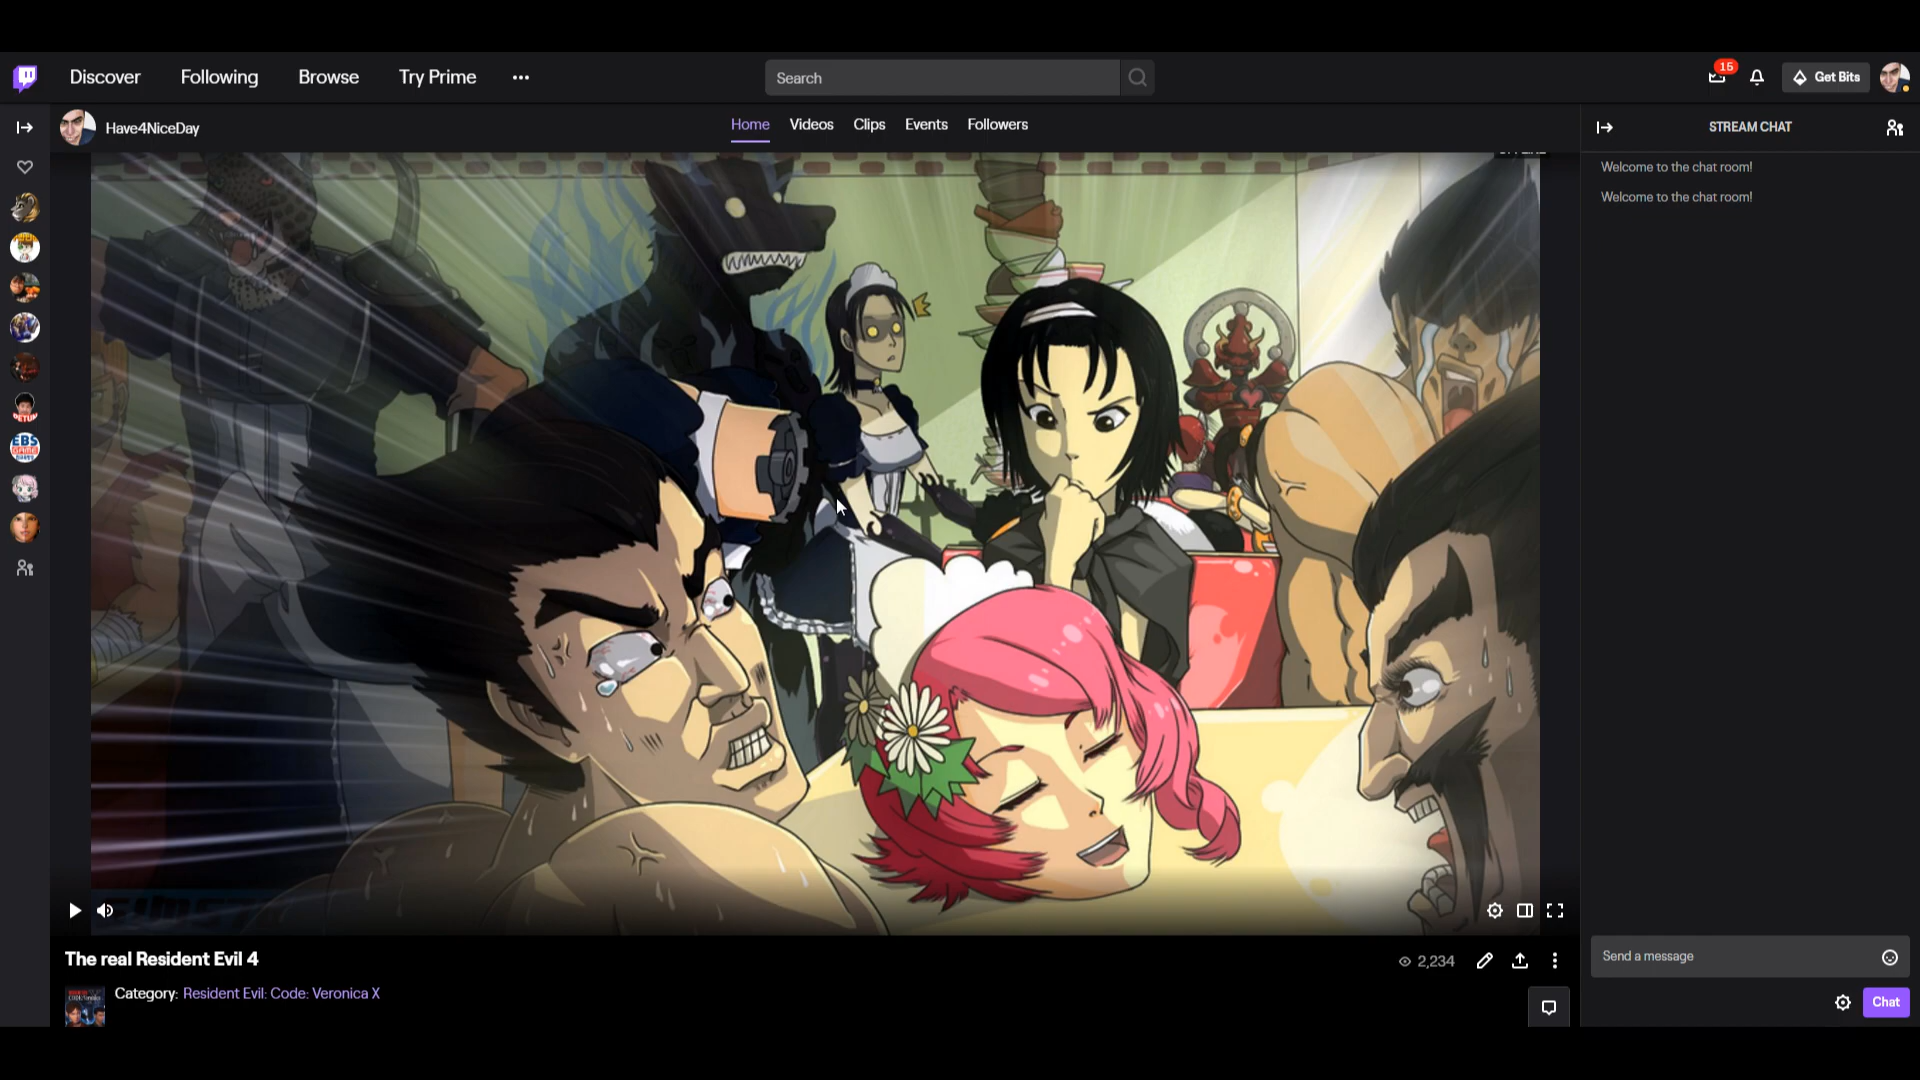 Discover
Following
Browse
Try Prime
Search
15
Get Bits
Have4NiceDay
Home
Videos
Clips
Events
Followers
STREAM CHAT
Welcome to the chat room!
Welcome to the chat room!
EBS
The real Resident Evil 4
2,234
Category: Resident Evil: Code: Veronica X
Send a message
Chat